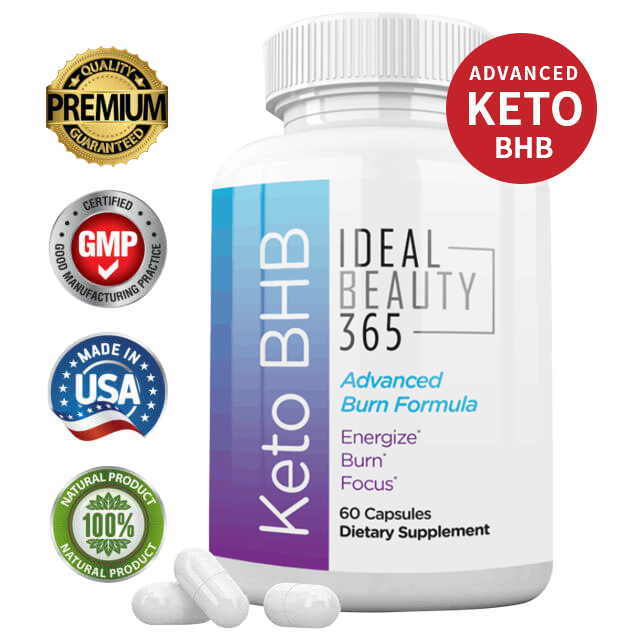 QUALITY
PREMIUM
GUARANTEED
CERTIFIED
GMP
GOOD MANUFACTURING PRACTICE
MADE IN
USA
NATURAL PRODUCT
100%
NATURAL PRODUCT
ADVANCED
KETO
BHB
Keto BHB
IDEAL
BEAUTY
365
Advanced
Burn Formula
Energize*
Burn*
Focus*
60 Capsules
Dietary Supplement